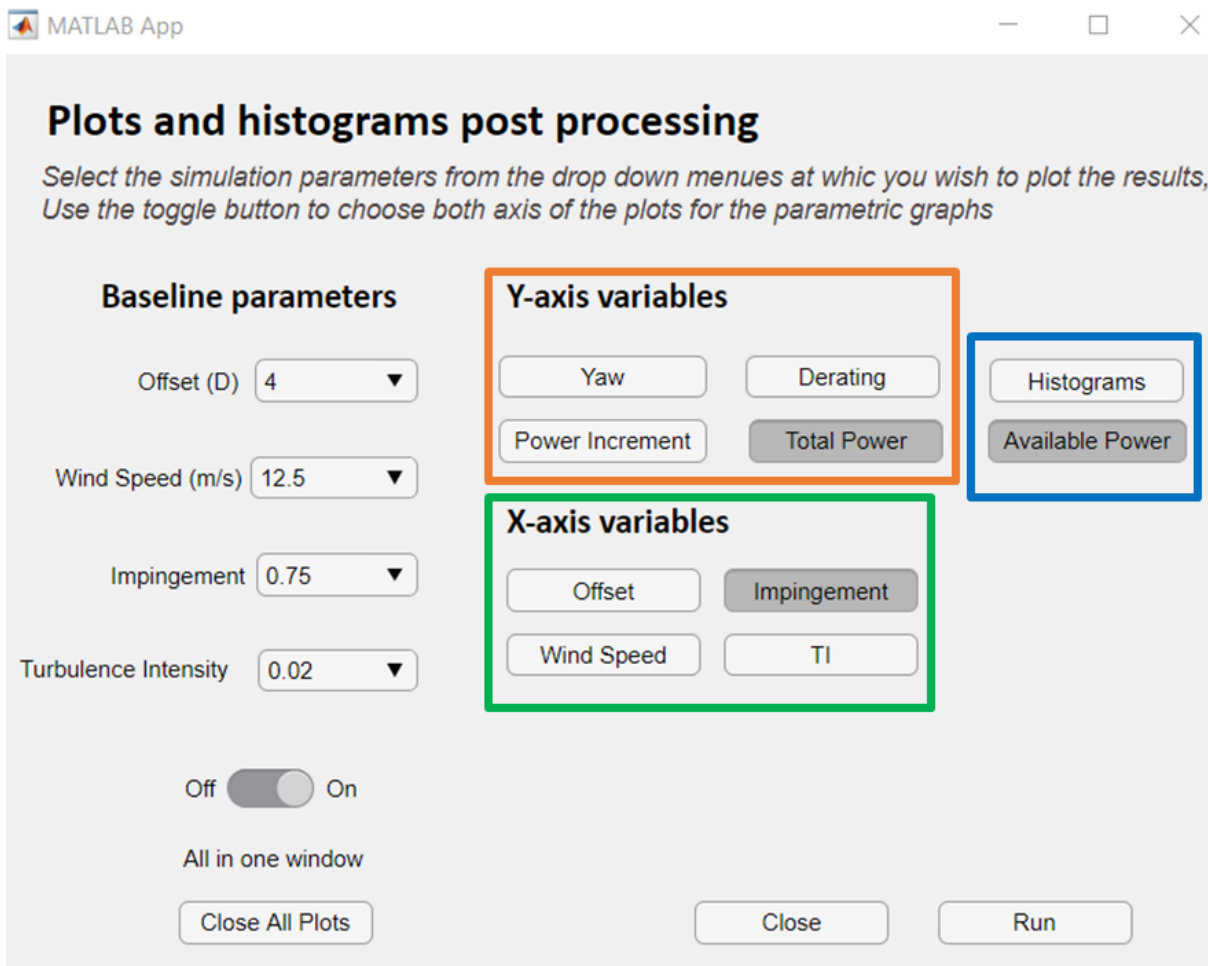 MATLAB App
Plots and histograms post processing
Select the simulation parameters from the drop down menues at whic you wish to plot the results,
Use the toggle button to choose both axis of the plots for the parametric graphs
Baseline parameters
Offset (D) 4
Wind Speed (m/s) 12.5
Impingement 0.75
Turbulence Intensity 0.02
Off On
All in one window
Close All Plots
Y-axis variables
Yaw Derating
Power Increment Total Power
Histograms
Available Power
X-axis variables
Offset Impingement
Wind Speed TI
Close Run